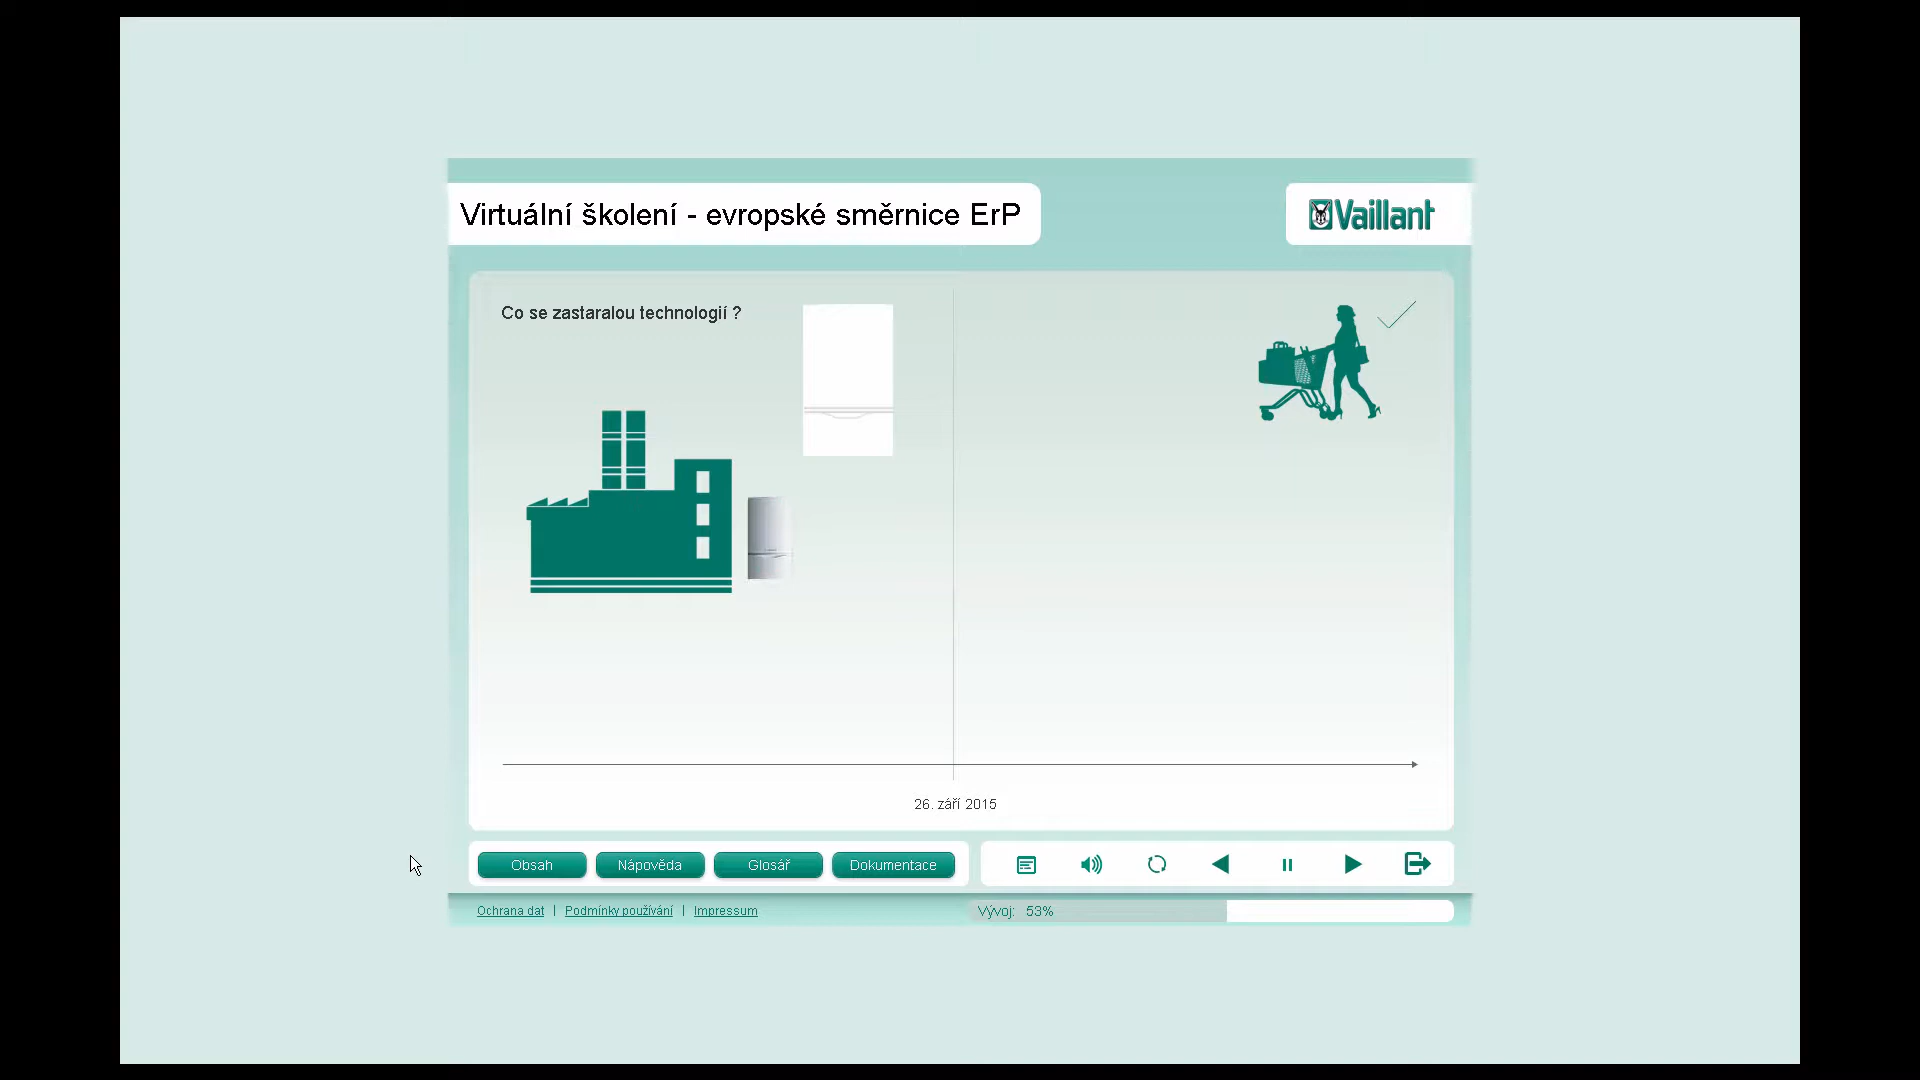 Virtuální školení - evropské směrnice ErP
Vaillant
Co se zastaralou technologií ?
26. září 2015
Obsah
Nápověda
Glosář
Dokumentace
Ochrana dat | Podmínky používání | Impressum
Vývoj: 53%